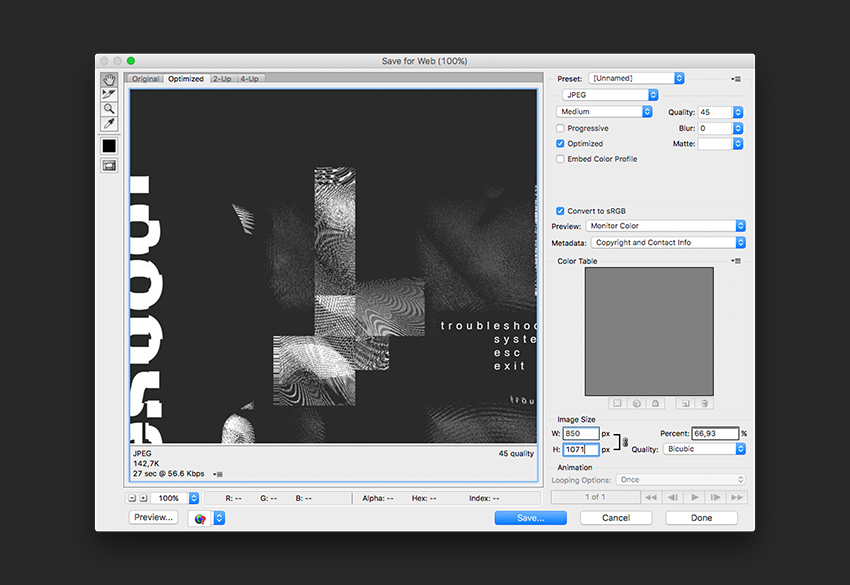 Save for Web (100%)
Original Optimized 2-Up 4-Up
Preset: [Unnamed]
JPEG
Medium Quality: 45
Progressive Blur: 0
Optimized Matte:
Embed Color Profile
Convert to sRGB
Preview: Monitor Color
Metadata: Copyright and Contact Info
Color Table
troubleshoo
syste
esc
exit
trou
Image Size
W: 850 px Percent: 66,93 %
H: 1071 px Quality: Bicubic
JPEG 45 quality
142,7K
27 sec @ 56.6 Kbps
Animation
Looping Options: Once
1 of 1
100% R: -- G: -- B: -- Alpha: -- Hex: -- Index: --
Preview... Save... Cancel Done